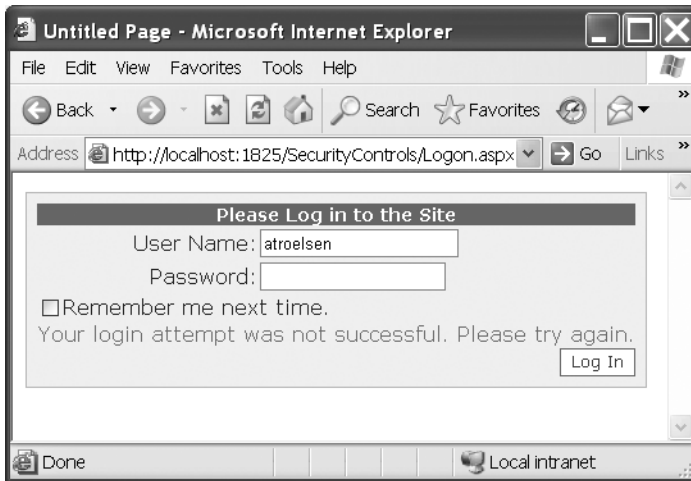 Untitled Page - Microsoft Internet Explorer
File Edit View Favorites Tools Help
Back Search Favorites »
Address http://localhost:1825/SecurityControls/Logon.aspx Go Links »
Please Log in to the Site
User Name: atroelsen
Password:
Remember me next time.
Your login attempt was not successful. Please try again.
Log In
Done Local intranet